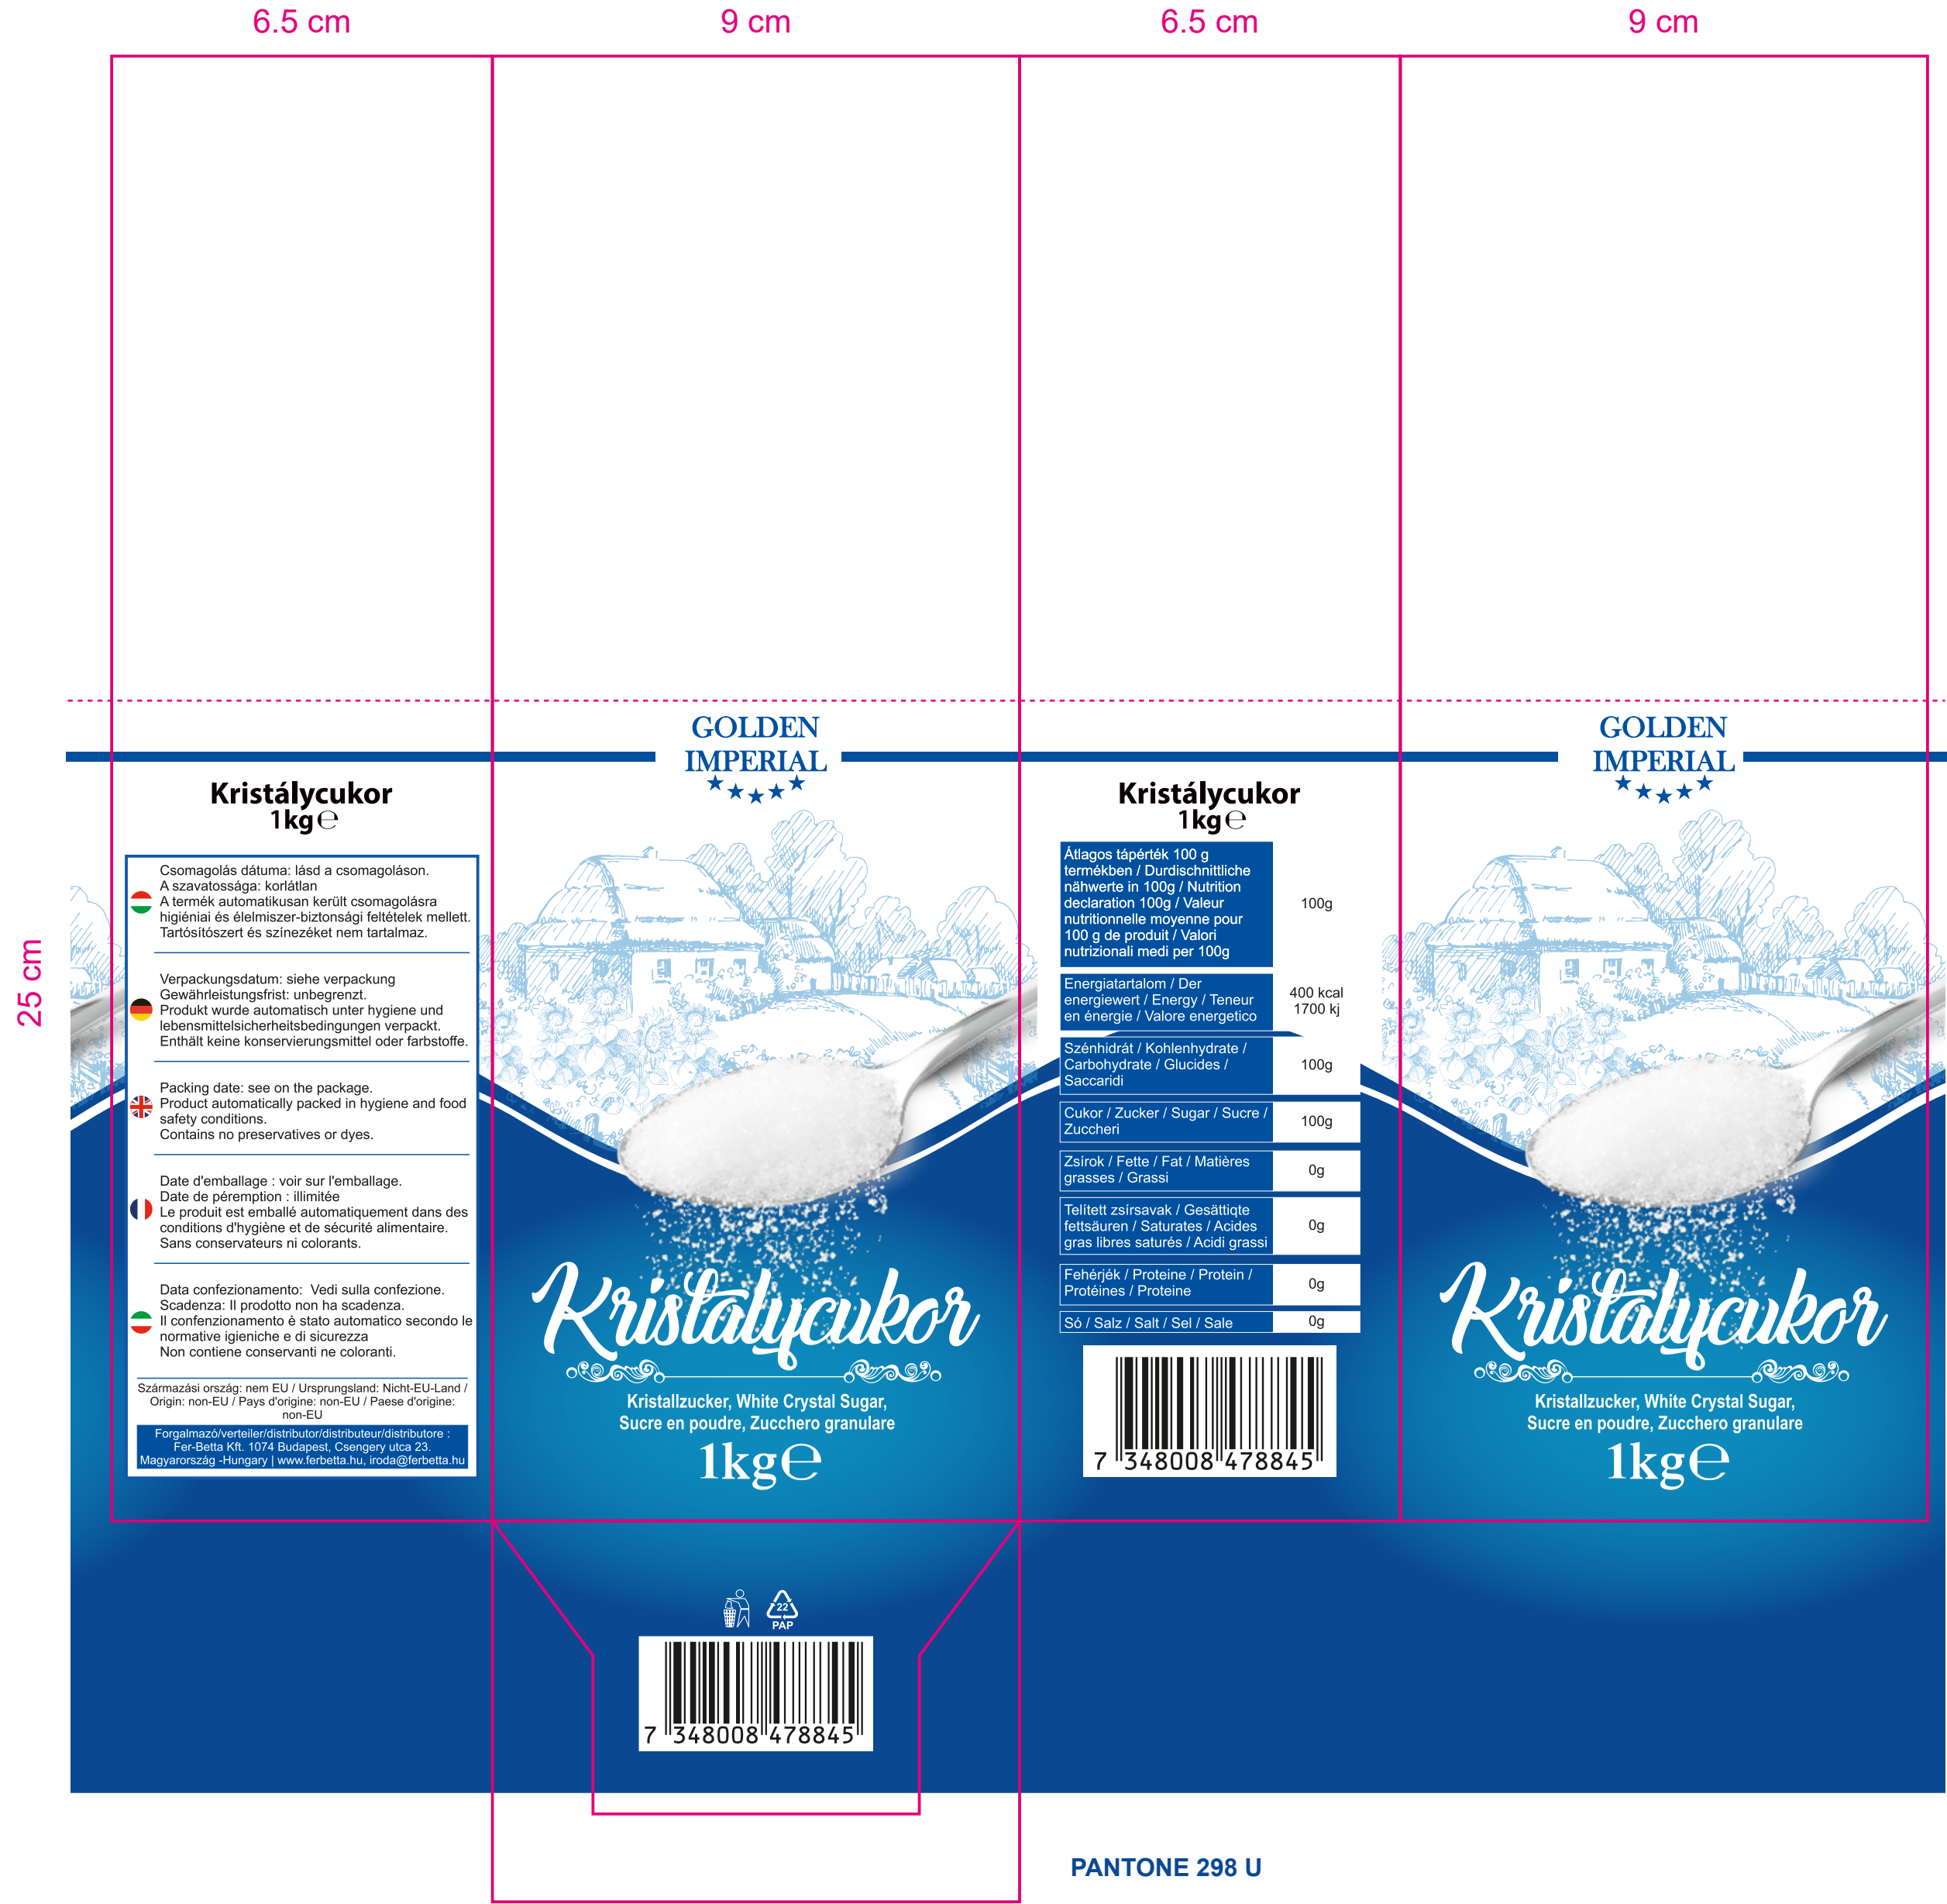 6.5 cm
9 cm
6.5 cm
9 cm
25 cm
Kristálycukor
1kg℮
Csomagolás dátuma: lásd a csomagoláson.
A szavatossága: korlátlan
A termék automatikusan került csomagolásra
higiéniai és élelmiszer-biztonsági feltételek mellett.
Tartósítószert és színezéket nem tartalmaz.
Verpackungsdatum: siehe verpackung
Gewährleistungsfrist: unbegrenzt.
Produkt wurde automatisch unter hygiene und
lebensmittelsicherheitsbedingungen verpackt.
Enthält keine konservierungsmittel oder farbstoffe.
Packing date: see on the package.
Product automatically packed in hygiene and food
safety conditions.
Contains no preservatives or dyes.
Date d'emballage : voir sur l'emballage.
Date de péremption : illimitée
Le produit est emballé automatiquement dans des
conditions d'hygiène et de sécurité alimentaire.
Sans conservateurs ni colorants.
Data confezionamento:  Vedi sulla confezione.
Scadenza: Il prodotto non ha scadenza.
Il confenzionamento è stato automatico secondo le
normative igieniche e di sicurezza
Non contiene conservanti ne coloranti.
Származási ország: nem EU / Ursprungsland: Nicht-EU-Land /
Origin: non-EU / Pays d'origine: non-EU / Paese d'origine:
non-EU
Forgalmazó/verteiler/distributor/distributeur/distributore :
Fer-Betta Kft. 1074 Budapest, Csengery utca 23.
Magyarország -Hungary | www.ferbetta.hu, iroda@ferbetta.hu
GOLDEN
IMPERIAL
Kristálycukor
Kristallzucker, White Crystal Sugar,
Sucre en poudre, Zucchero granulare
1kg℮
22
PAP
7 348008 478845
Kristálycukor
1kg℮
Átlagos tápérték 100 g
termékben / Durdischnittliche
nähwerte in 100g / Nutrition
declaration 100g / Valeur
nutritionnelle moyenne pour
100 g de produit / Valori
nutrizionali medi per 100g
100g
Energiatartalom / Der
energiewert / Energy / Teneur
en énergie / Valore energetico
400 kcal
1700 kj
Szénhidrát / Kohlenhydrate /
Carbohydrate / Glucides /
Saccaridi
100g
Cukor / Zucker / Sugar / Sucre /
Zuccheri
100g
Zsírok / Fette / Fat / Matières
grasses / Grassi
0g
Telített zsírsavak / Gesättiqte
fettsäuren / Saturates / Acides
gras libres saturés / Acidi grassi
0g
Fehérjék / Proteine / Protein /
Protéines / Proteine
0g
Só / Salz / Salt / Sel / Sale
0g
7 348008 478845
GOLDEN
IMPERIAL
Kristálycukor
Kristallzucker, White Crystal Sugar,
Sucre en poudre, Zucchero granulare
1kg℮
PANTONE 298 U